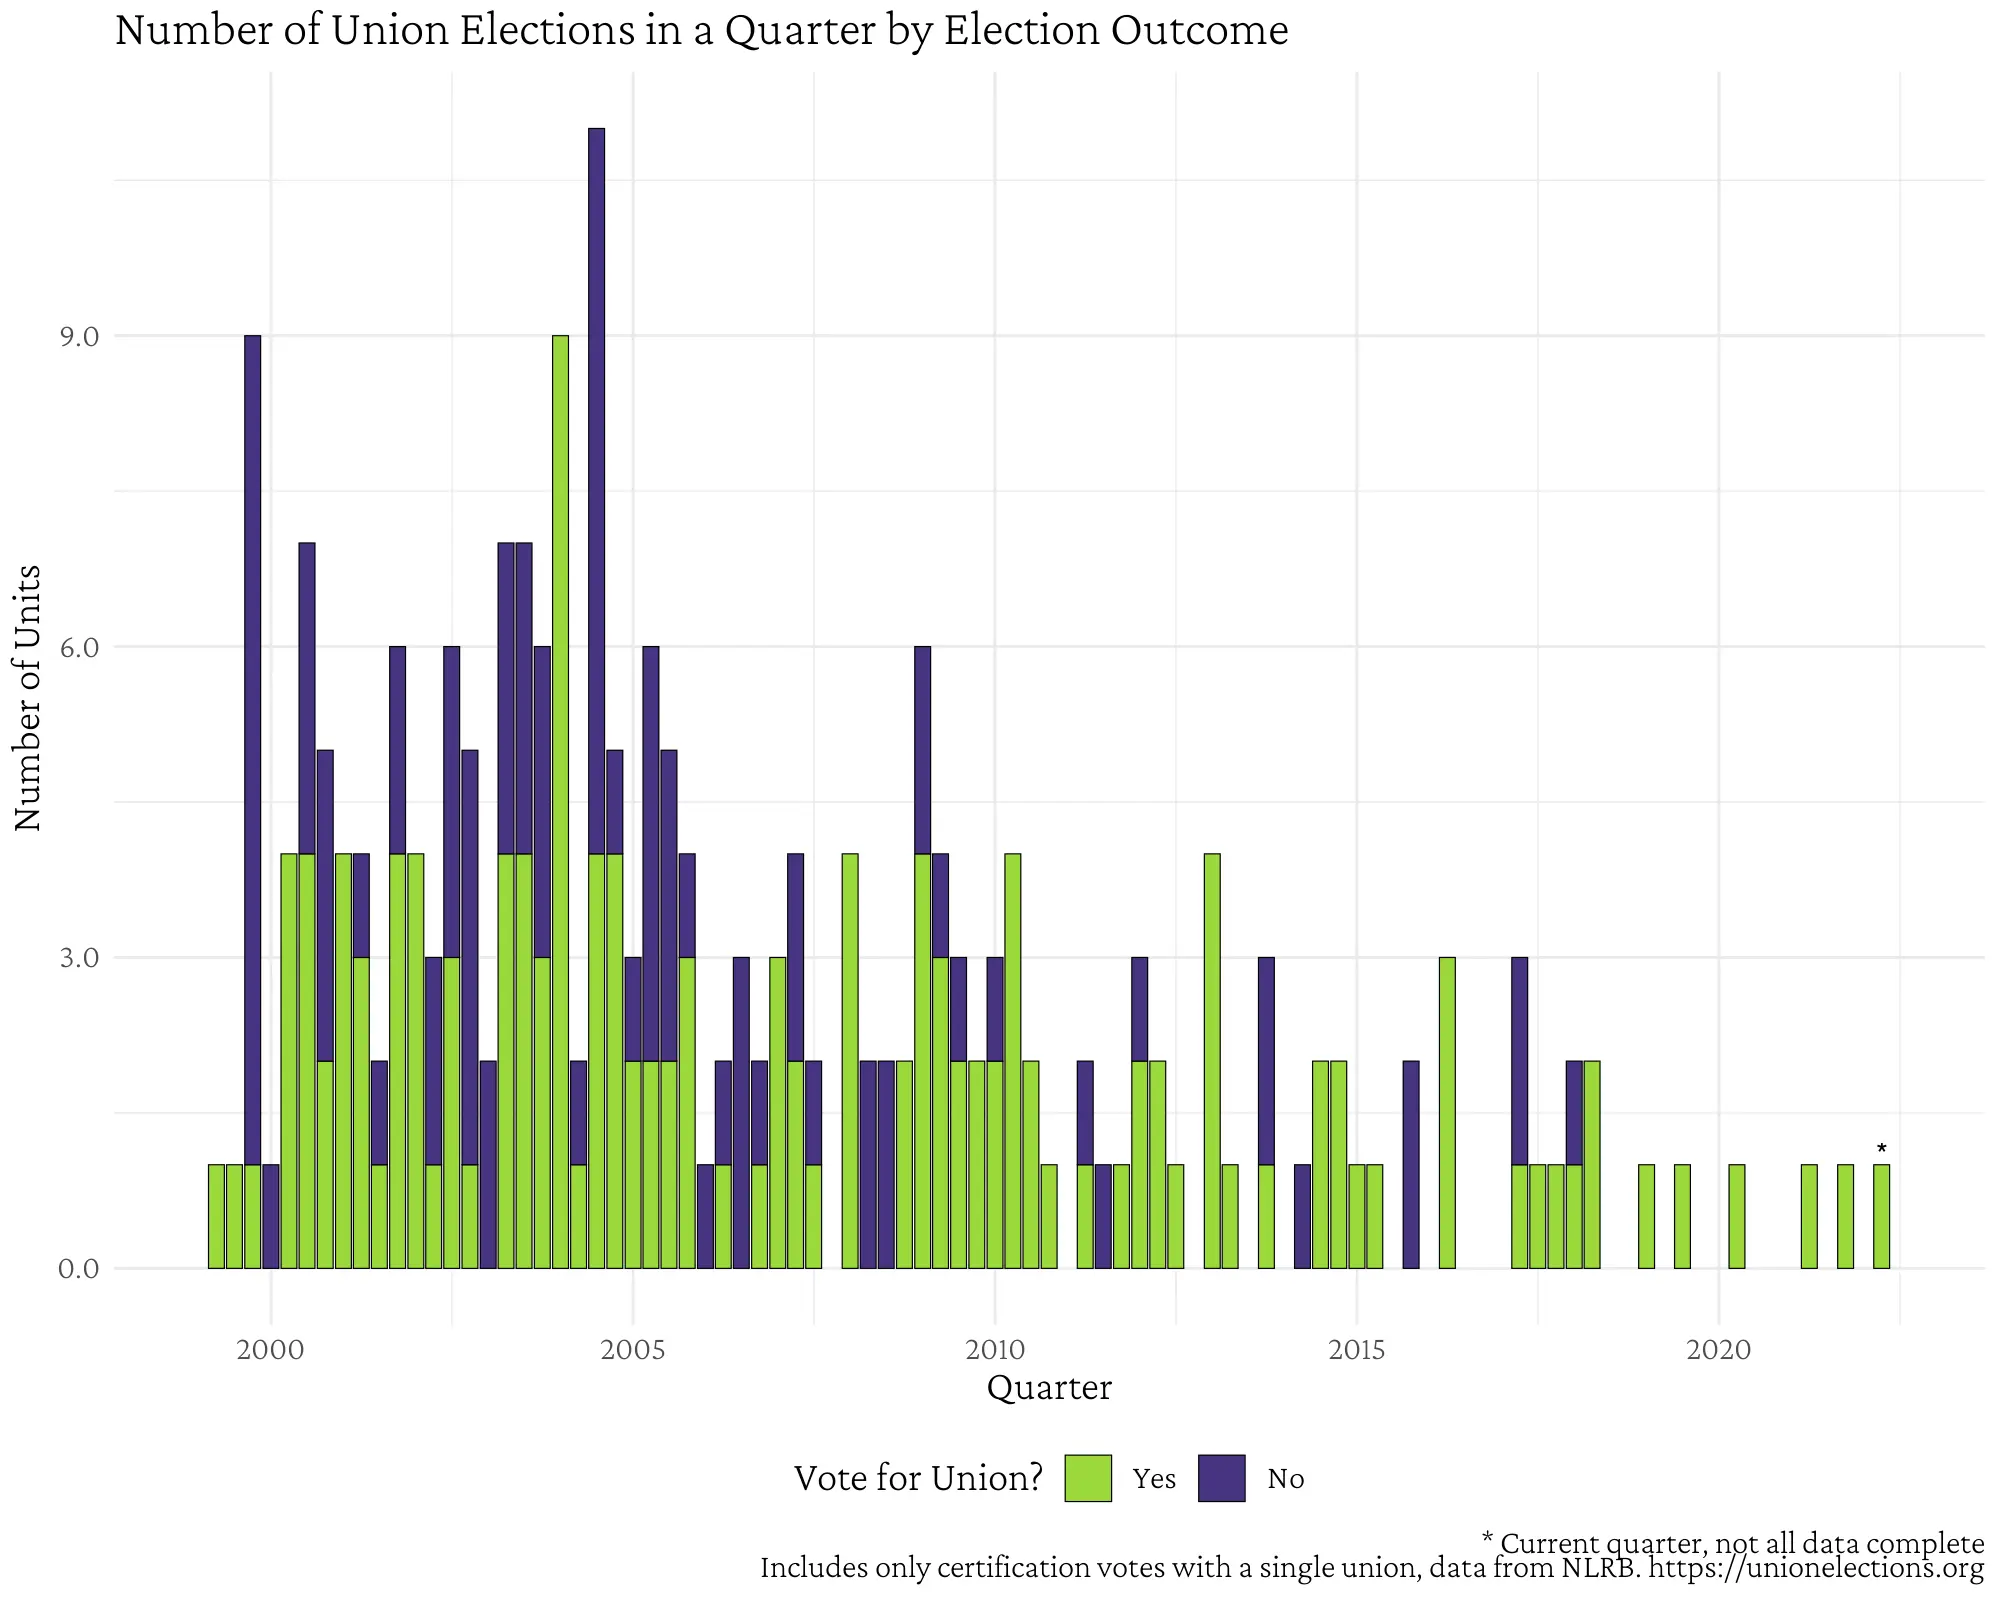 Number of Union Elections in a Quarter by Election Outcome
Number of Units
9.0
6.0
3.0
0.0
*
2000 2005 2010 2015 2020
Quarter
Vote for Union? Yes No
* Current quarter, not all data complete
Includes only certification votes with a single union, data from NLRB. https://unionelections.org